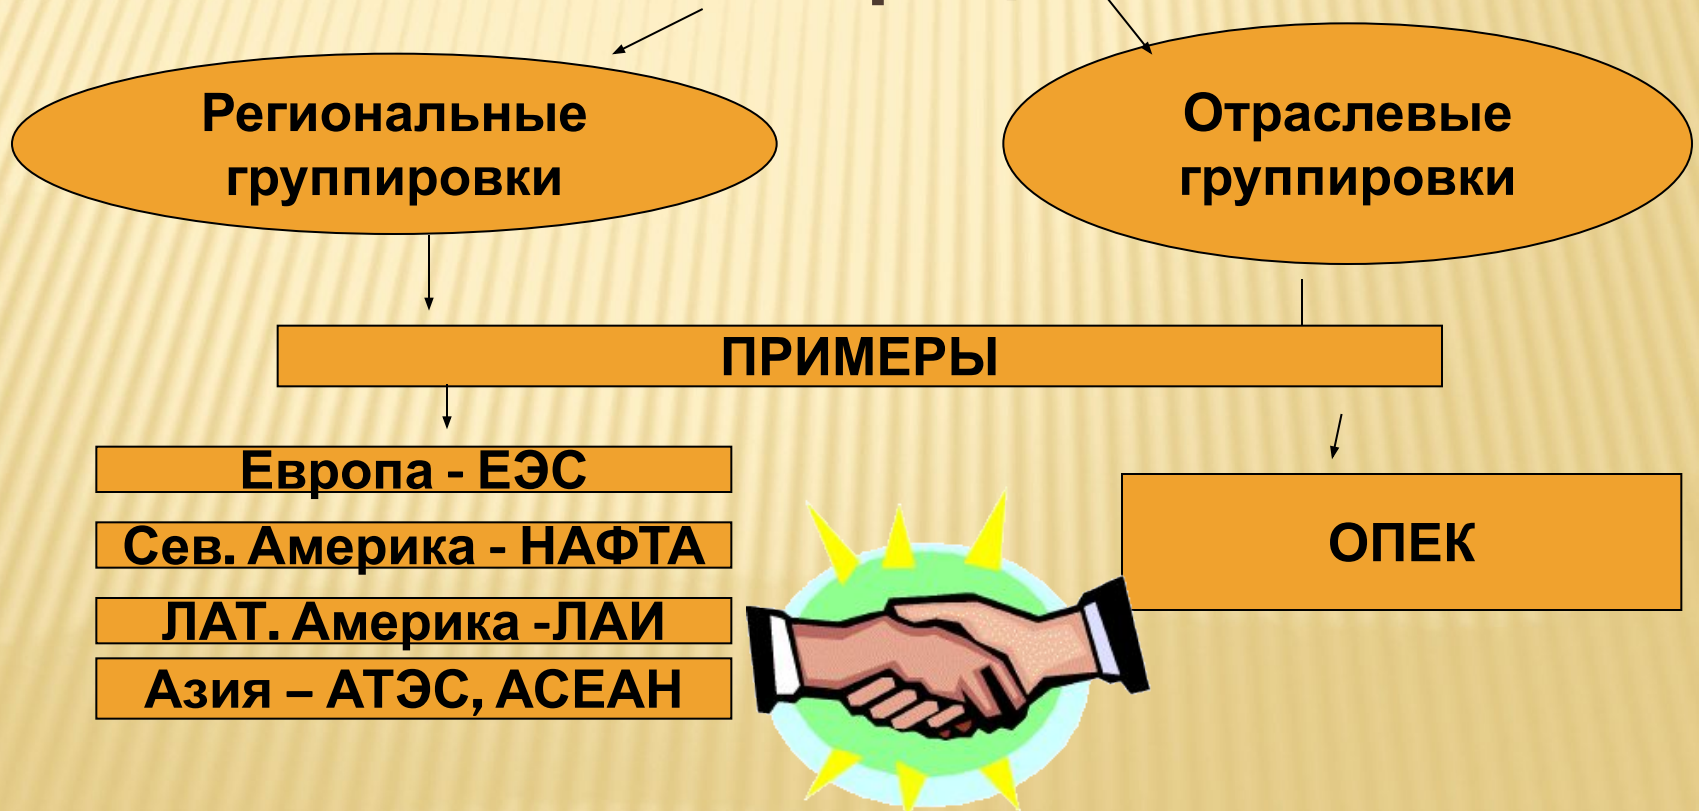 Региональные
группировки
Отраслевые
группировки
ПРИМЕРЫ
Европа - ЕЭС
Сев. Америка - НАФТА
ЛАТ. Америка -ЛАИ
Азия – АТЭС, АСЕАН
ОПЕК